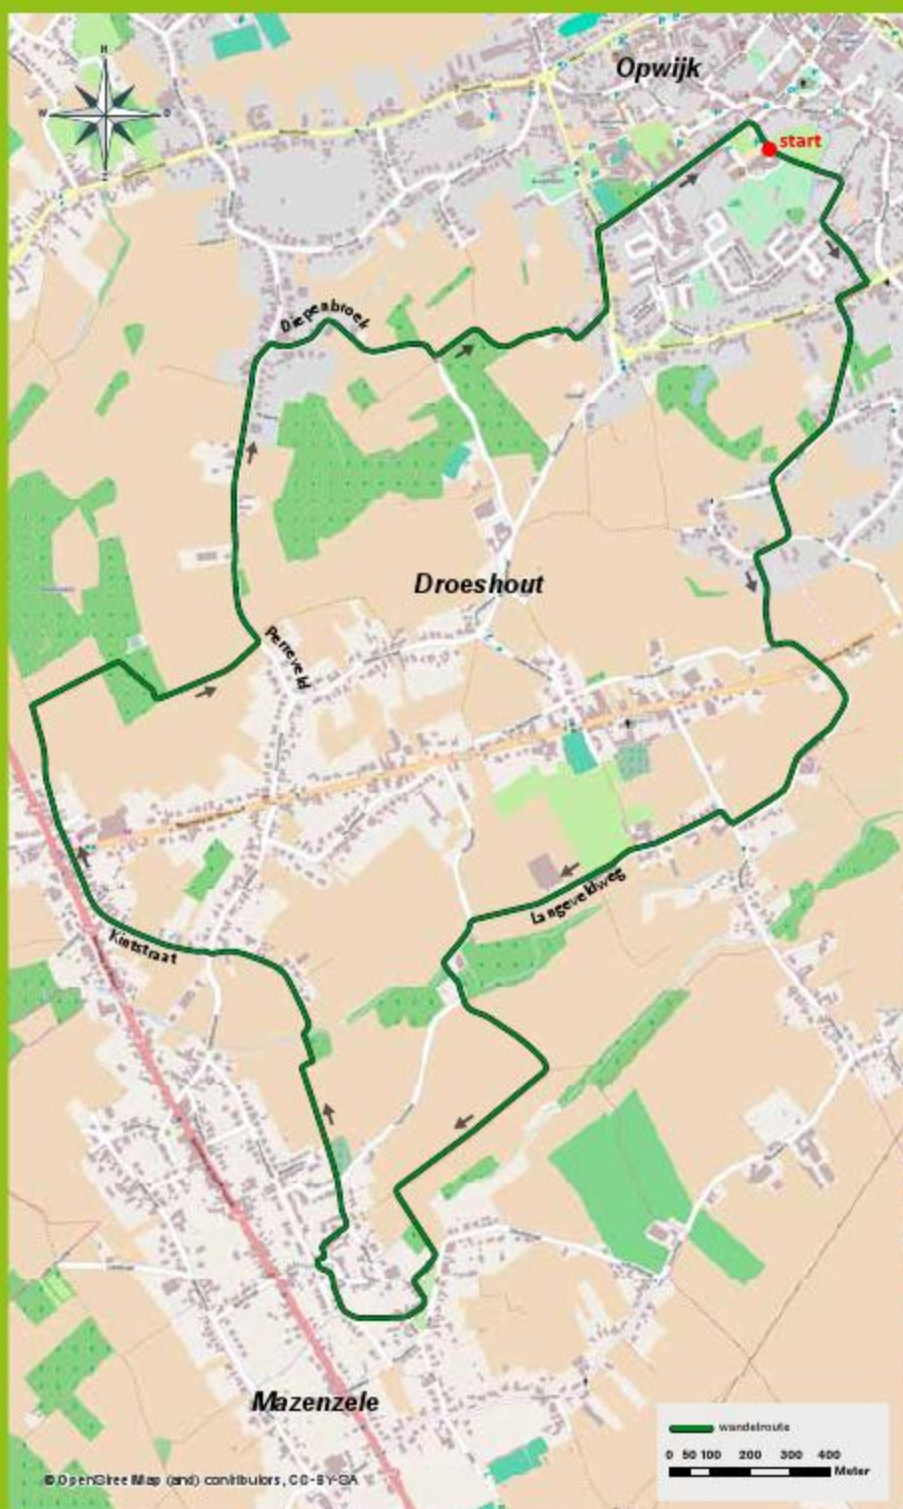 N
W
O
Z
Opwijk
start
Diepenbroek
Droeshout
Perreveld
Langeveldweg
Kintstraat
Mazenzele
wandelroute
0 50 100 200 300 400
Meter
© OpenStreetMap (and) contributors, CC-BY-SA